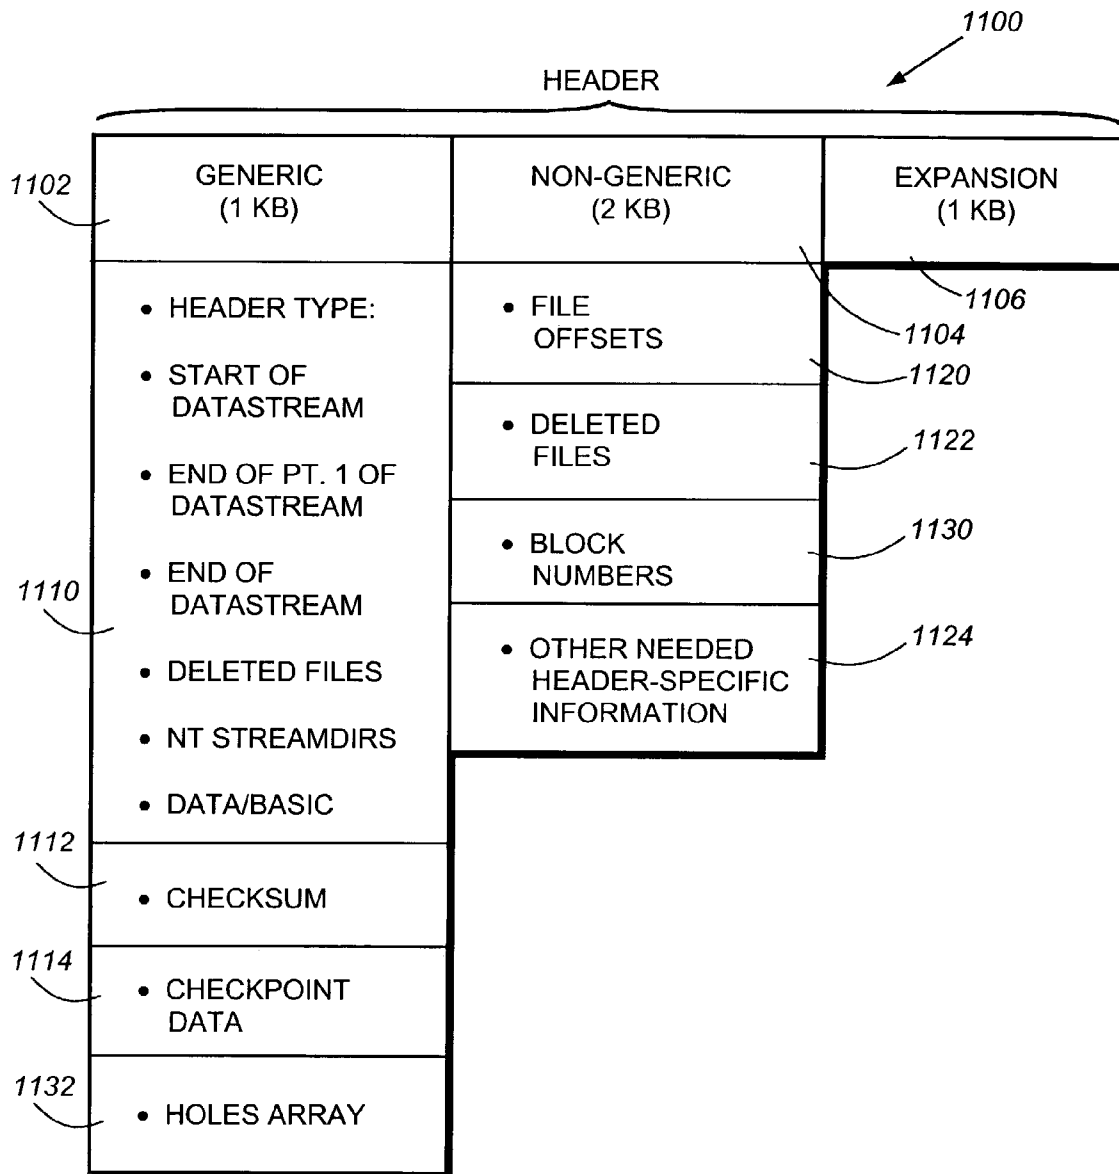 1100
HEADER
1102
GENERIC
(1 KB)
NON-GENERIC
(2 KB)
EXPANSION
(1 KB)
1106
1104
1110
• HEADER TYPE:
• START OF
DATASTREAM
• END OF PT. 1 OF
DATASTREAM
• END OF
DATASTREAM
• DELETED FILES
• NT STREAMDIRS
• DATA/BASIC
1112
• CHECKSUM
1114
• CHECKPOINT
DATA
1132
• HOLES ARRAY
• FILE
OFFSETS
1120
• DELETED
FILES
1122
• BLOCK
NUMBERS
1130
• OTHER NEEDED
HEADER-SPECIFIC
INFORMATION
1124